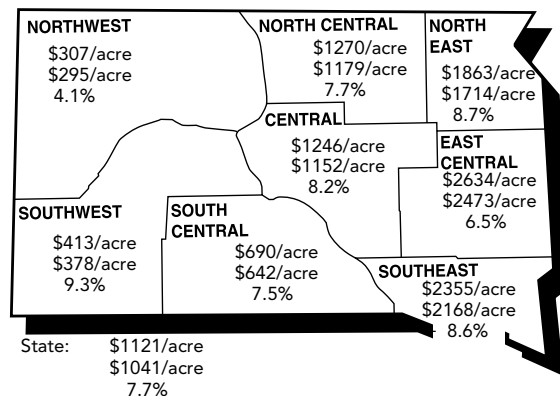 NORTHWEST
$307/acre
$295/acre
4.1%
NORTH CENTRAL
$1270/acre
$1179/acre
7.7%
NORTH
EAST
$1863/acre
$1714/acre
8.7%
CENTRAL
$1246/acre
$1152/acre
8.2%
EAST
CENTRAL
$2634/acre
$2473/acre
6.5%
SOUTHWEST
$413/acre
$378/acre
9.3%
SOUTH
CENTRAL
$690/acre
$642/acre
7.5%
SOUTHEAST
$2355/acre
$2168/acre
8.6%
State:
$1121/acre
$1041/acre
7.7%